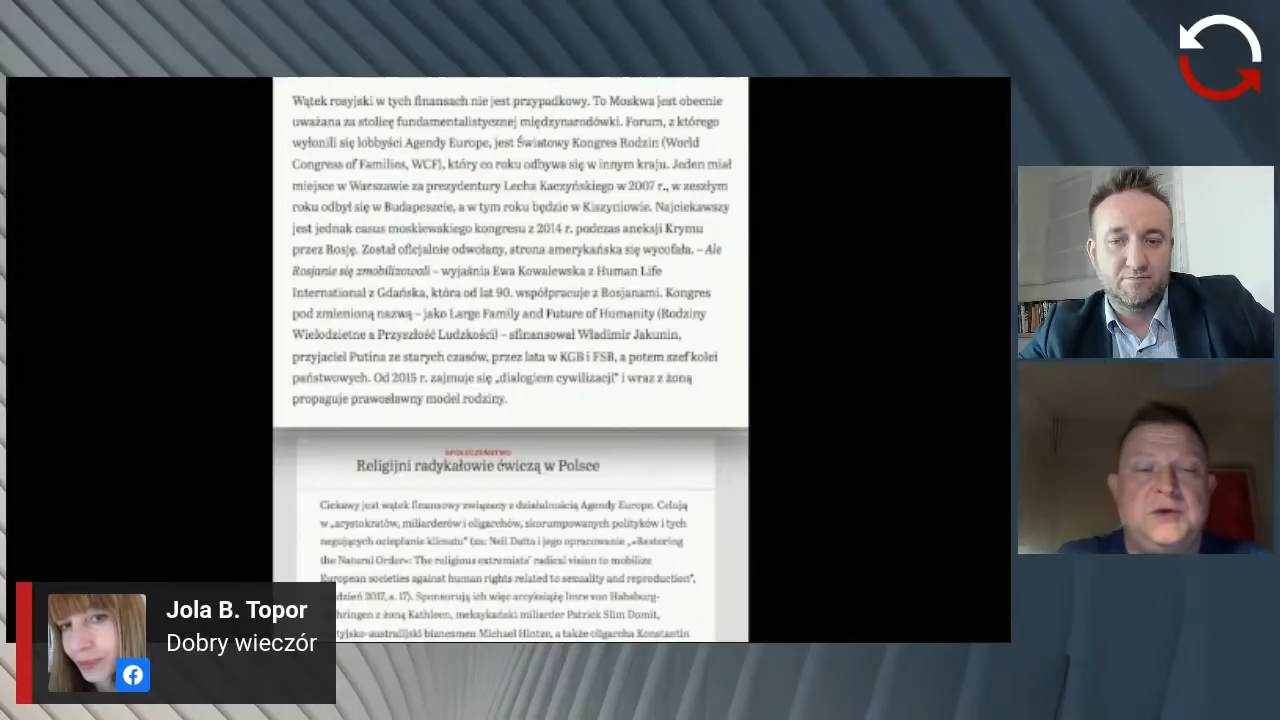 Wątek rosyjski w tych finansach nie jest przypadkowy. To Moskwa jest obecnie
uważana za stolicę fundamentalistycznej międzynarodówki. Forum, z którego
wyłonili się lobbyści Agendy Europe, jest Światowy Kongres Rodzin (World
Congress of Families, WCF), który co roku odbywa się w innym kraju. Jeden miał
miejsce w Warszawie za prezydentury Lecha Kaczyńskiego w 2007 r., w zeszłym
roku odbył się w Budapeszcie, a w tym roku będzie w Kiszyniowie. Najciekawszy
jest jednak casus moskiewskiego kongresu z 2014 r. podczas aneksji Krymu
przez Rosję. Został oficjalnie odwołany, strona amerykańska się wycofała. – Ale
Rosjanie się zmobilizowali – wyjaśnia Ewa Kowalewska z Human Life
International z Gdańska, która od lat 90. współpracuje z Rosjanami. Kongres
pod zmienioną nazwą – jako Large Family and Future of Humanity (Rodziny
Wielodzietne a Przyszłość Ludzkości) – sfinansował Władimir Jakunin,
przyjaciel Putina ze starych czasów, przez lata w KGB i FSB, a potem szef kolei
państwowych. Od 2015 r. zajmuje się „dialogiem cywilizacji” i wraz z żoną
propaguje prawosławny model rodziny.
SPOŁECZEŃSTWO
Religijni radykałowie ćwiczą w Polsce
Ciekawy jest wątek finansowy związany z działalnością Agendy Europe. Celują
w „arystokratów, miliarderów i oligarchów, skorumpowanych polityków i tych
negujących ocieplanie klimatu” (za: Neil Datta i jego opracowanie „«Restoring
the Natural Order»: The religious extremists’ radical vision to mobilize
European societies against human rights related to sexuality and reproduction”,
dzień 2017, s. 17). Sponsorują ich więc arcyksiążę Imre von Habsburg-
hringen z żoną Kathleen, meksykański miliarder Patrick Slim Domit,
tyjsko-australijski biznesmen Michael Hintze, a także oligarcha Konstantin
Jola B. Topor
Dobry wieczór